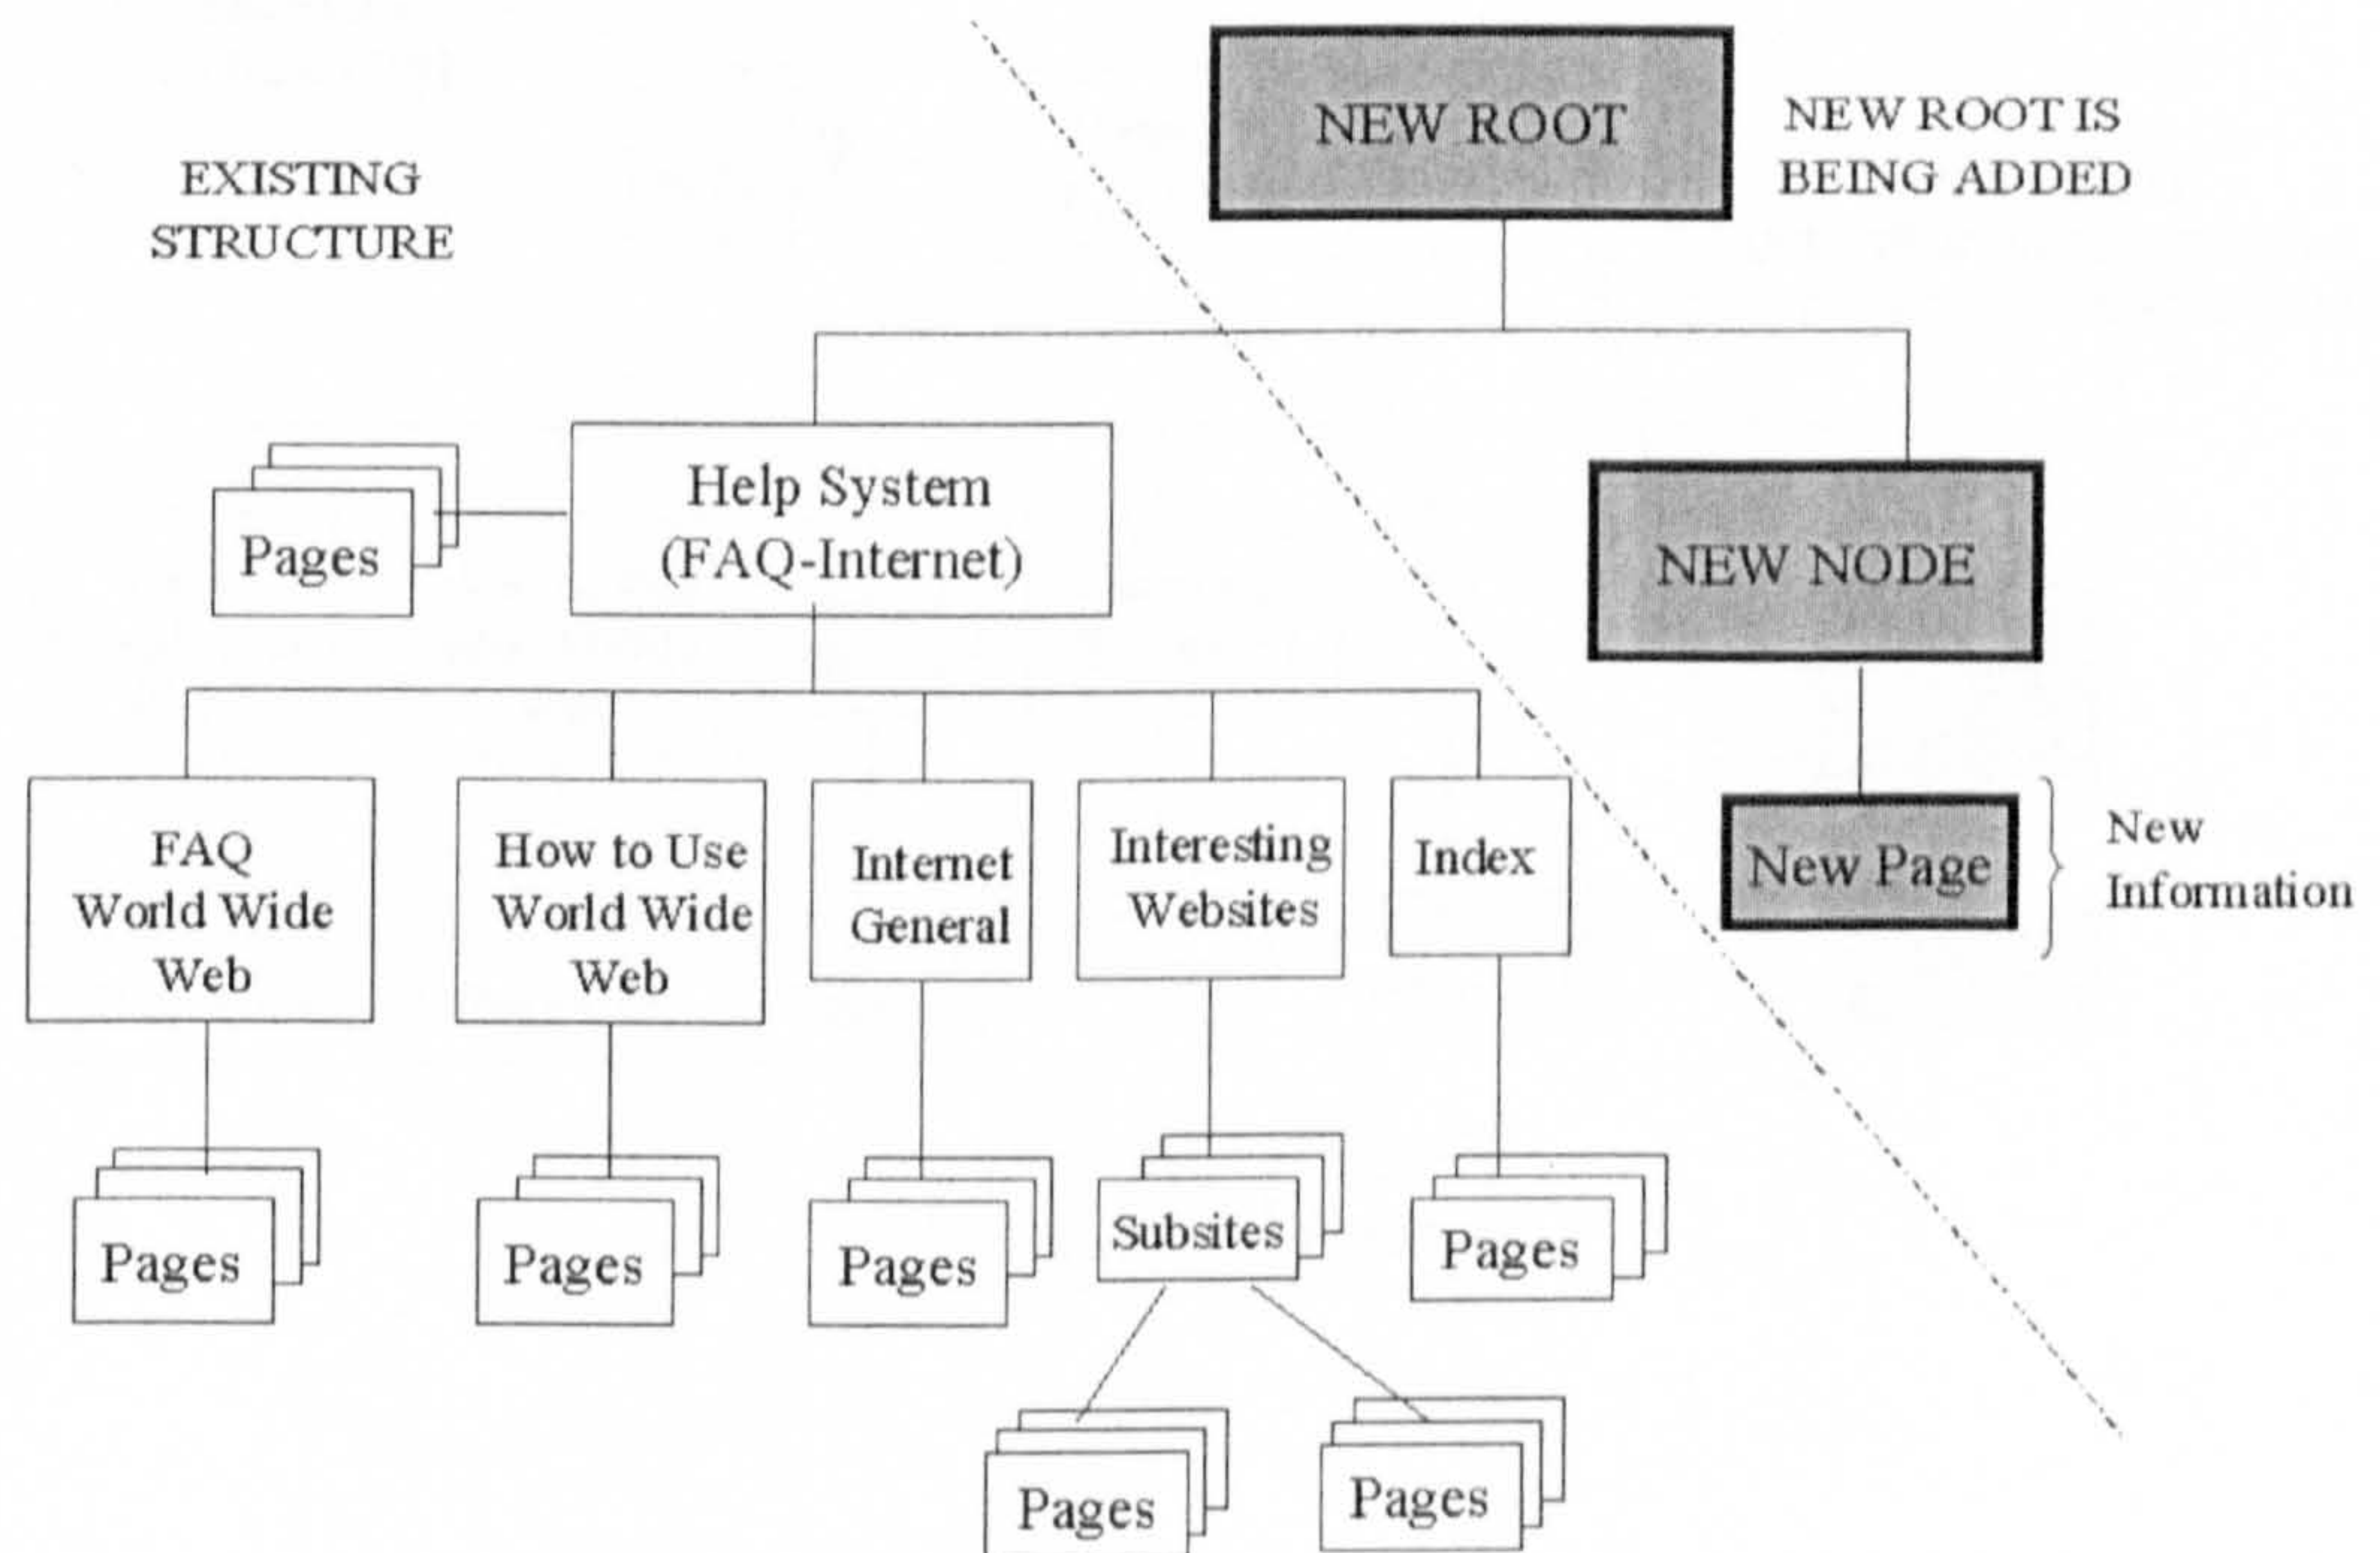 NEW ROOT
NEW ROOT IS
BEING ADDED
EXISTING
STRUCTURE
Help System
(FAQ-Internet)
Pages
NEW NODE
FAQ
World Wide
Web
How to Use
World Wide
Web
Internet
General
Interesting
Websites
Index
New Page
New
Information
Pages
Pages
Pages
Subsites
Pages
Pages
Pages